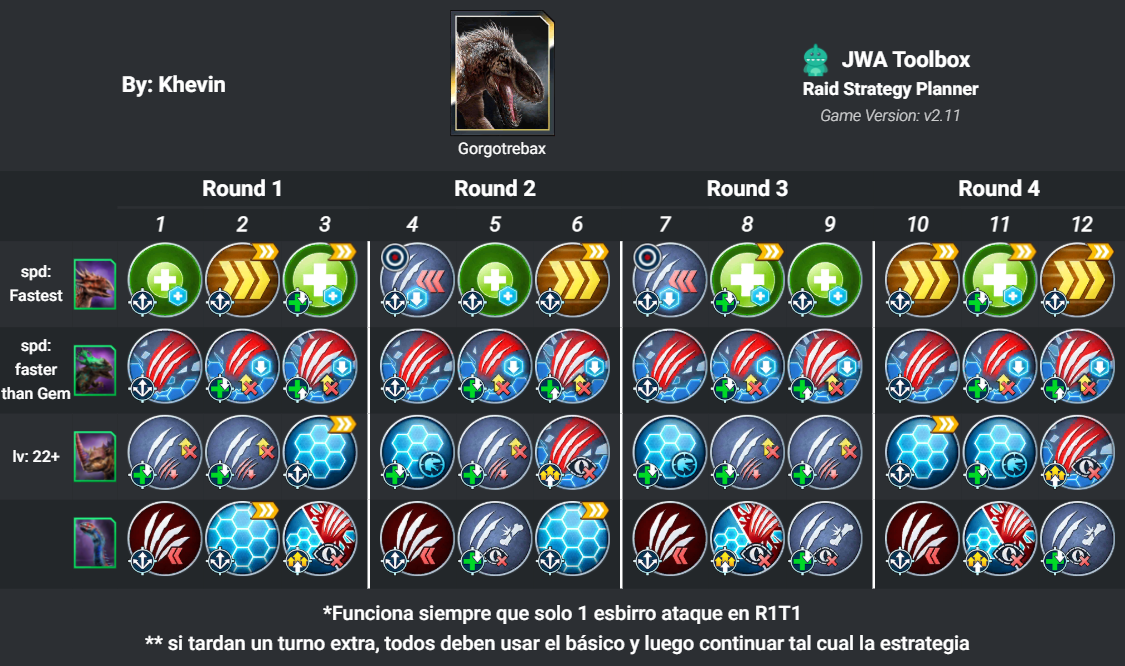 By: Khevin
Gorgotrebax
JWA Toolbox
Raid Strategy Planner
Game Version: v2.11
Round 1
Round 2
Round 3
Round 4
1 2 3 4 5 6 7 8 9 10 11 12
spd:
Fastest
spd:
faster
than Gem
lv: 22+
*Funciona siempre que solo 1 esbirro ataque en R1T1
** si tardan un turno extra, todos deben usar el básico y luego continuar tal cual la estrategia